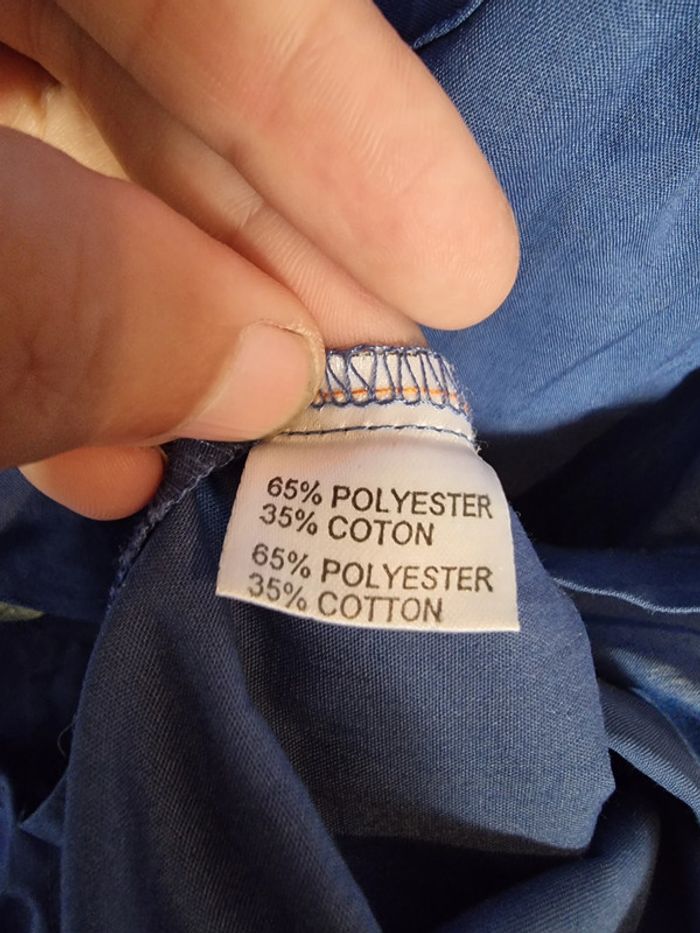 65% POLYESTER
35% COTON
65% POLYESTER
35% COTTON